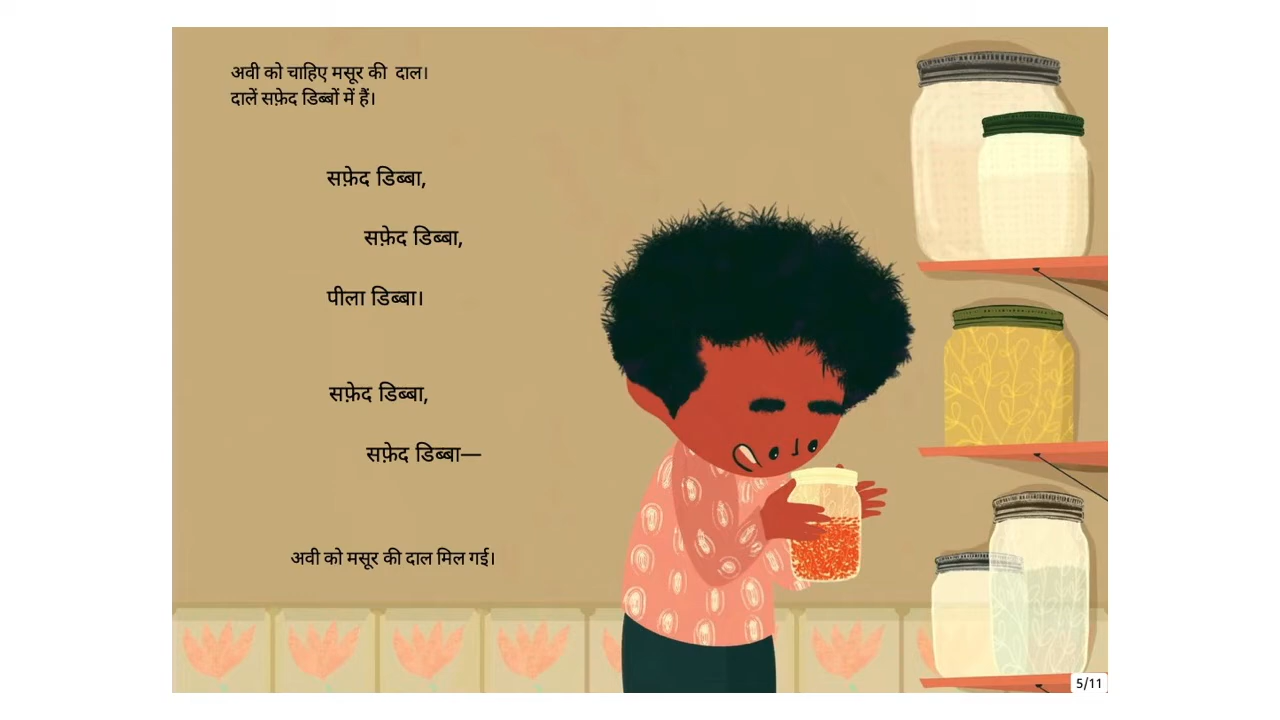 अवी को चाहिए मसूर की दाल।
दालें सफ़ेद डिब्बों में हैं।
सफ़ेद डिब्बा,
सफ़ेद डिब्बा,
पीला डिब्बा।
सफ़ेद डिब्बा,
सफ़ेद डिब्बा—
अवी को मसूर की दाल मिल गई।
5/11